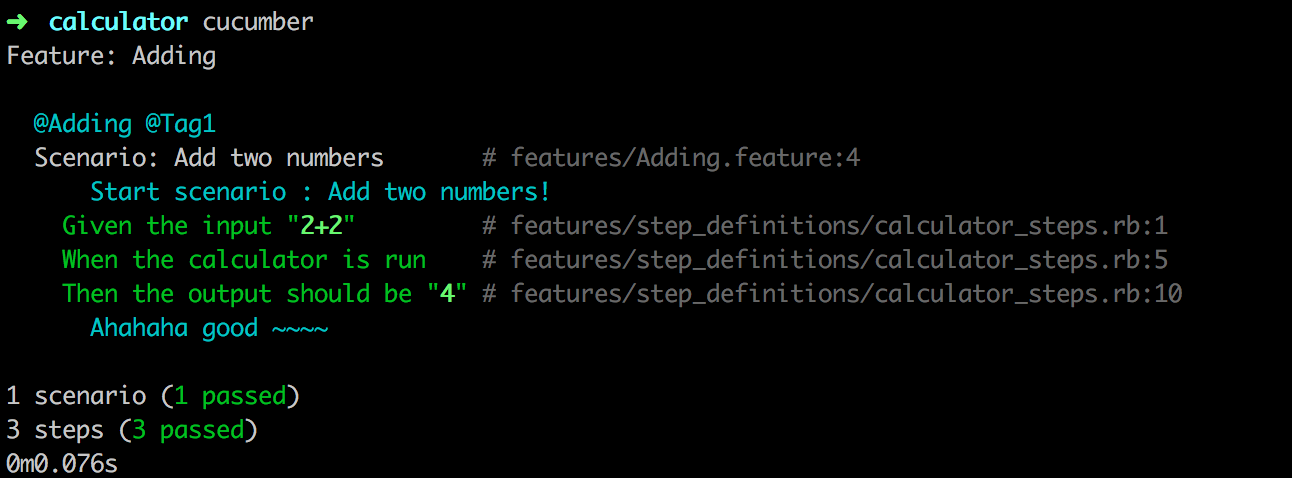 ➜ calculator cucumber
Feature: Adding
@Adding @Tag1
Scenario: Add two numbers # features/Adding.feature:4
Start scenario : Add two numbers!
Given the input "2+2" # features/step_definitions/calculator_steps.rb:1
When the calculator is run # features/step_definitions/calculator_steps.rb:5
Then the output should be "4" # features/step_definitions/calculator_steps.rb:10
Ahahaha good ~~~~
1 scenario (1 passed)
3 steps (3 passed)
0m0.076s